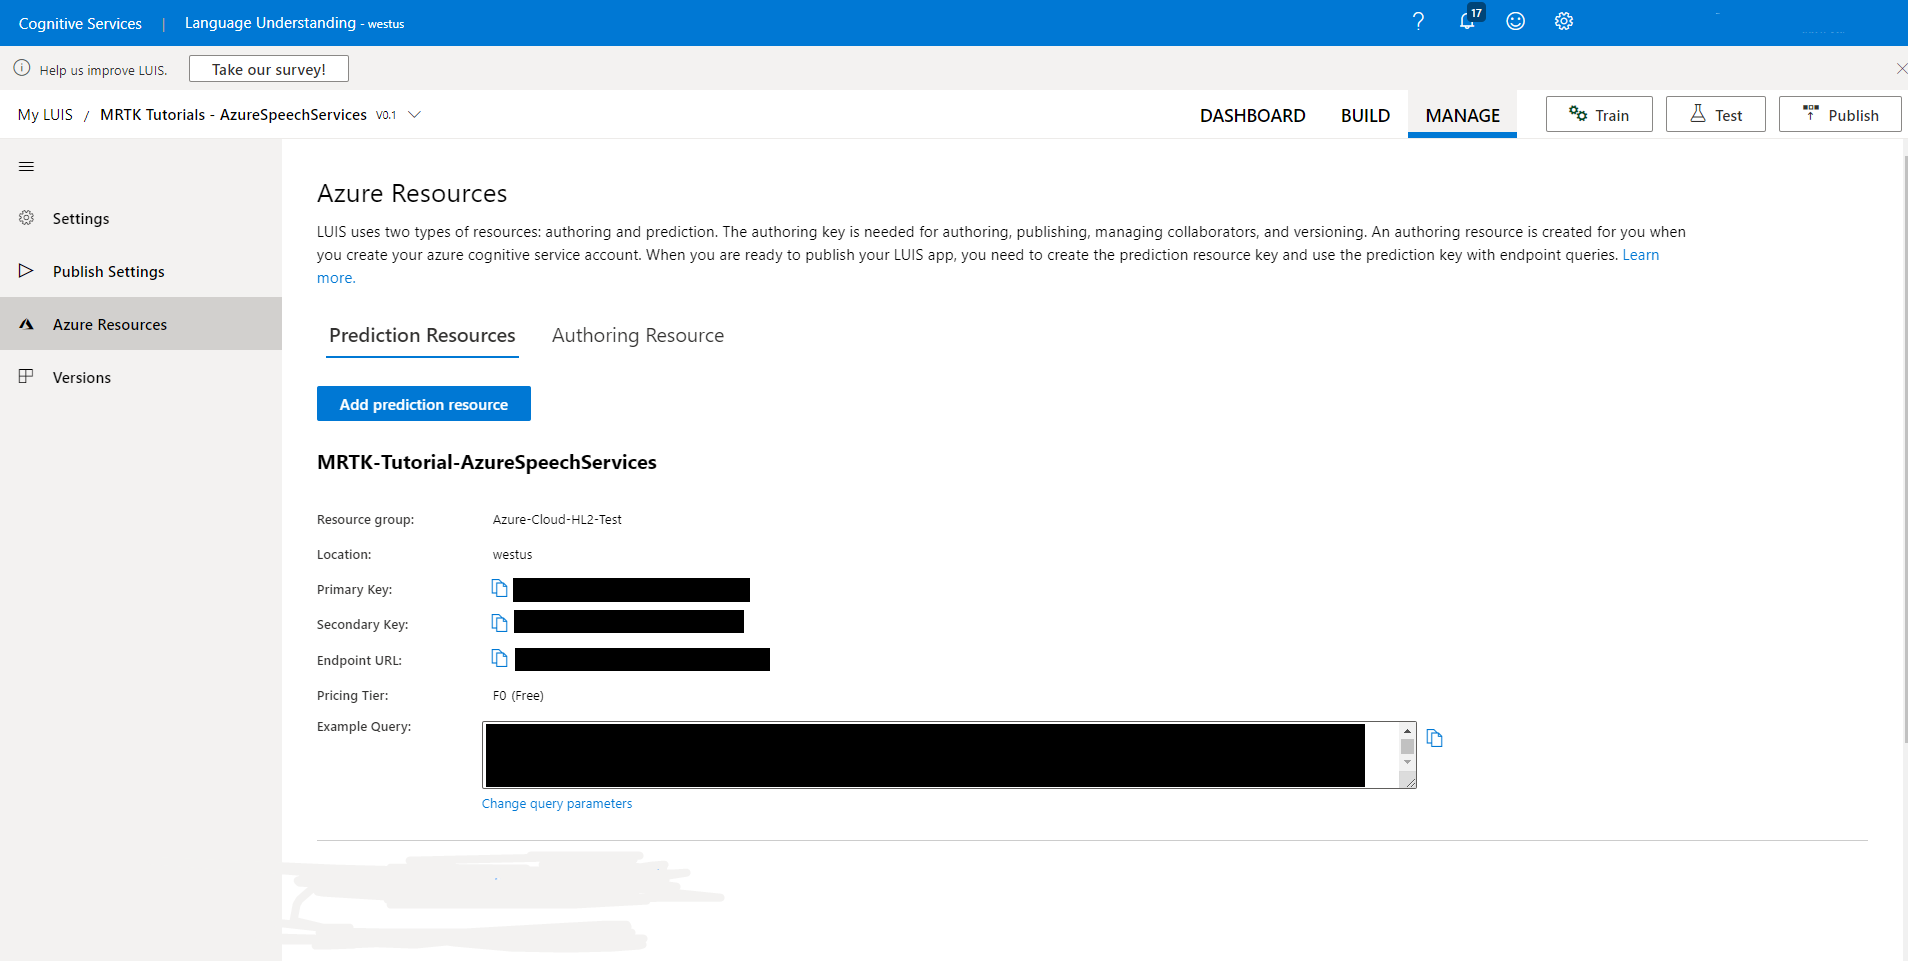 Cognitive Services | Language Understanding - westus
17
Help us improve LUIS. Take our survey!
My LUIS / MRTK Tutorials - AzureSpeechServices V0.1
DASHBOARD BUILD MANAGE Train Test Publish
Settings
Publish Settings
Azure Resources
Versions
Azure Resources
LUIS uses two types of resources: authoring and prediction. The authoring key is needed for authoring, publishing, managing collaborators, and versioning. An authoring resource is created for you when
you create your azure cognitive service account. When you are ready to publish your LUIS app, you need to create the prediction resource key and use the prediction key with endpoint queries. Learn
more.
Prediction Resources Authoring Resource
Add prediction resource
MRTK-Tutorial-AzureSpeechServices
Resource group: Azure-Cloud-HL2-Test
Location: westus
Primary Key:
Secondary Key:
Endpoint URL:
Pricing Tier: F0 (Free)
Example Query:
Change query parameters